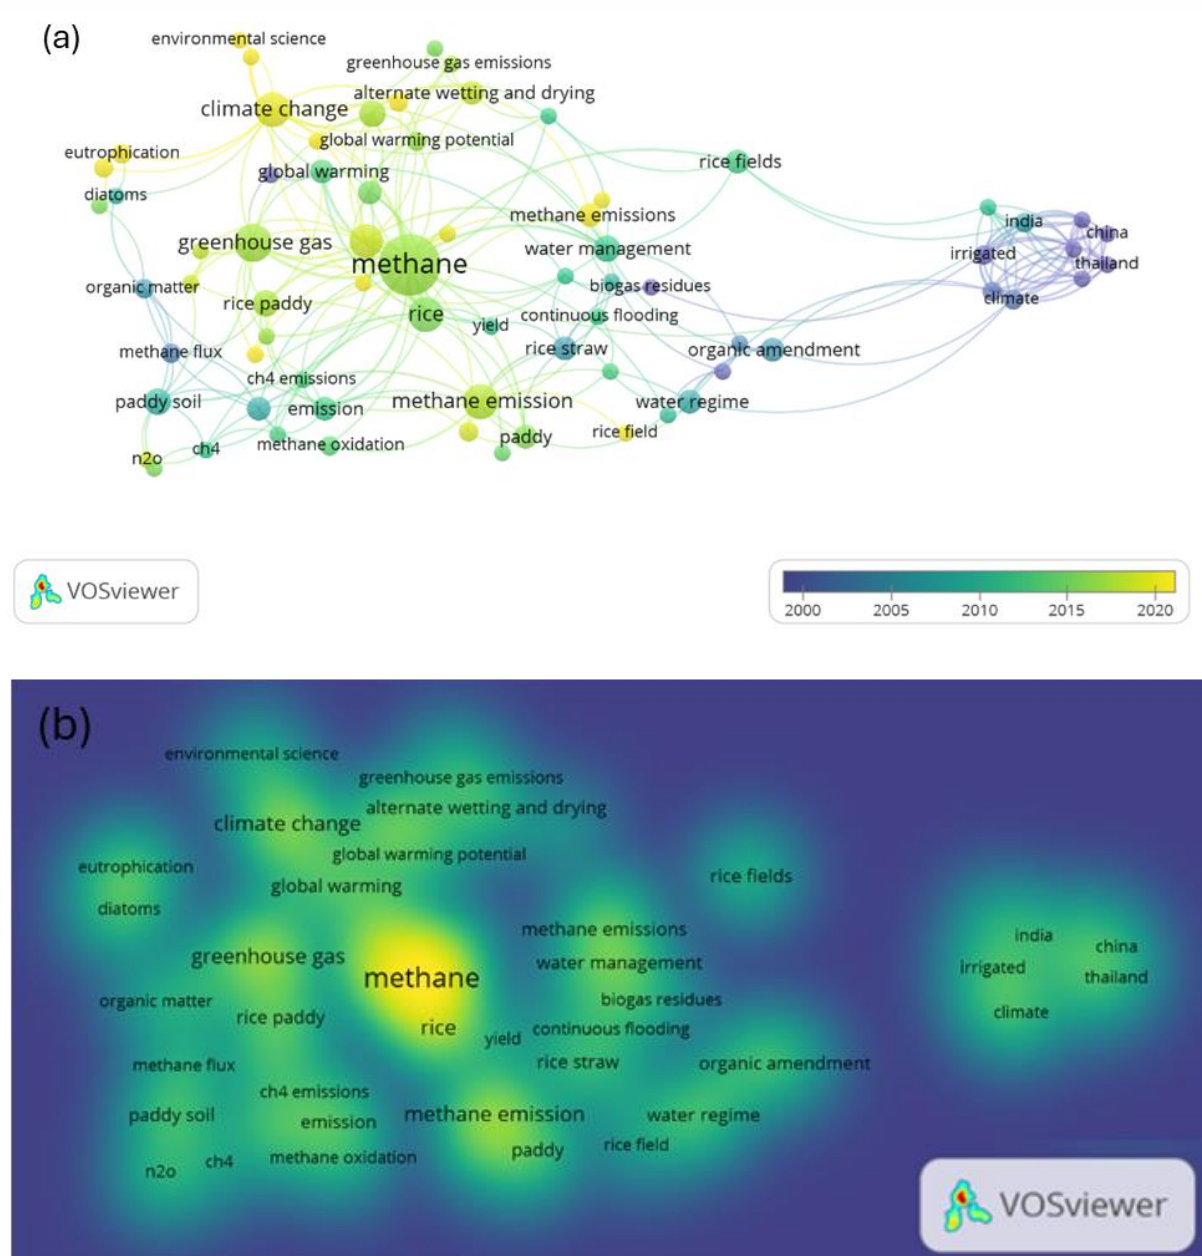 (a)
environmental science
greenhouse gas emissions
climate change
alternate wetting and drying
global warming potential
eutrophication
global warming
rice fields
diatoms
methane emissions
india
china
greenhouse gas
water management
irrigated
thailand
methane
organic matter
biogas residues
climate
rice paddy
rice
continuous flooding
yield
methane flux
rice straw
organic amendment
ch4 emissions
paddy soil
emission
methane emission
water regime
ch4
methane oxidation
paddy
rice field
n2o
VOSviewer
2000 2005 2010 2015 2020
(b)
environmental science
greenhouse gas emissions
climate change
alternate wetting and drying
global warming potential
eutrophication
global warming
rice fields
diatoms
methane emissions
india
china
greenhouse gas
water management
irrigated
thailand
methane
organic matter
biogas residues
climate
rice paddy
rice
continuous flooding
yield
methane flux
rice straw
organic amendment
ch4 emissions
paddy soil
emission
methane emission
water regime
rice field
paddy
methane oxidation
ch4
n2o
VOSviewer